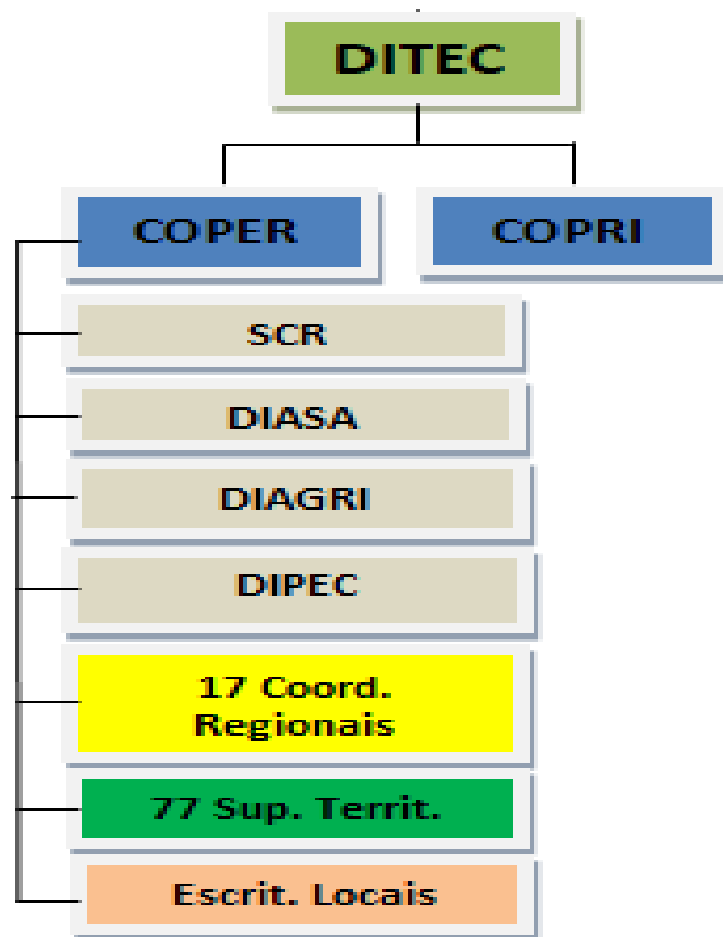 DITEC
COPER
COPRI
SCR
DIASA
DIAGRI
DIPEC
17 Coord.
Regionais
77 Sup. Territ.
Escrit. Locais